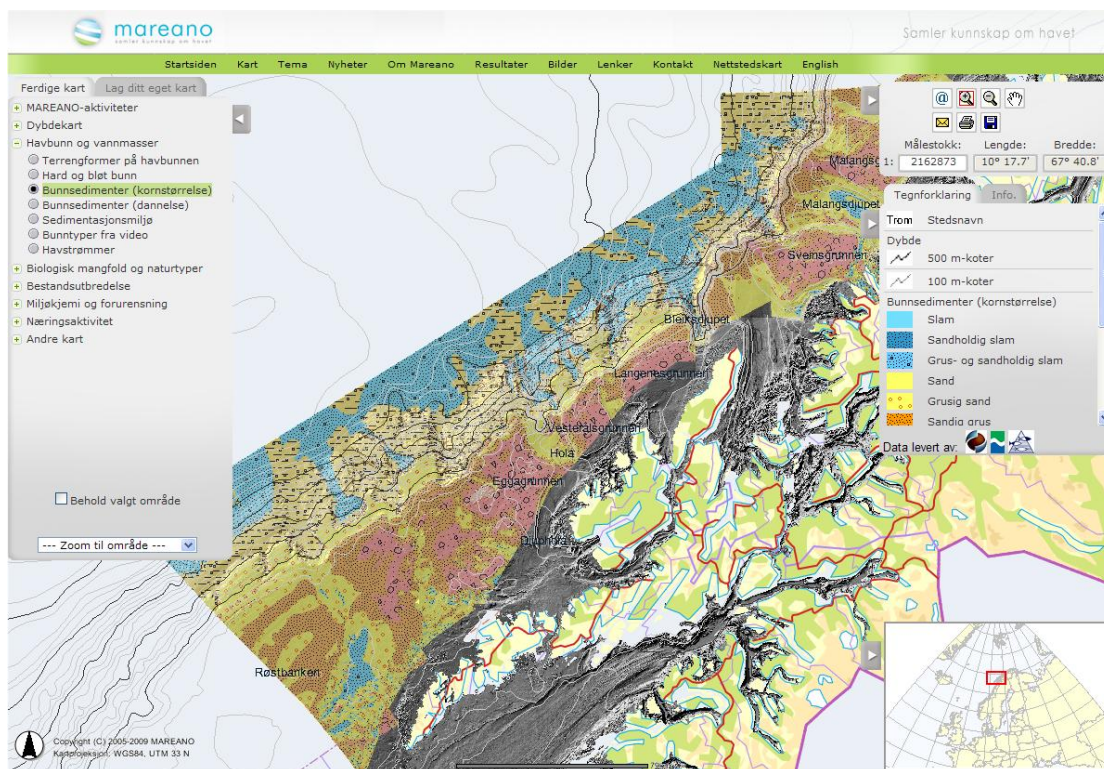 mareano
samler kunnskap om havet
Samler kunnskap om havet
Startsiden Kart Tema Nyheter Om Mareano Resultater Bilder Lenker Kontakt Nettstedskart English
Ferdige kart Lag ditt eget kart
MAREANO-aktiviteter
Dybdekart
Havbunn og vannmasser
Terrengformer på havbunnen
Hard og bløt bunn
Bunnsedimenter (kornstørrelse)
Bunnsedimenter (dannelse)
Sedimentasjonsmiljø
Bunntyper fra video
Havstrømmer
Biologisk mangfold og naturtyper
Bestandsutbredelse
Miljøkjemi og forurensning
Næringsaktivitet
Andre kart
Behold valgt område
--- Zoom til område ---
Målestokk: Lengde: Bredde:
1: 2162873 10° 17.7' 67° 40.8'
Tegnforklaring Info.
Trom Stedsnavn
Dybde
500 m-koter
100 m-koter
Bunnsedimenter (kornstørrelse)
Slam
Sandholdig slam
Grus- og sandholdig slam
Sand
Grusig sand
Sandig grus
Data levert av:
Malangsg
Malangsdjupet
Sveinsgrunnen
Bleiksdjupet
Langenesgrunnen
Vesterålsgrunnen
Hola
Eggagrunnen
Røstbanken
Copyright (C) 2005-2009 MAREANO
Kartprojeksjon: WGS84, UTM 33 N